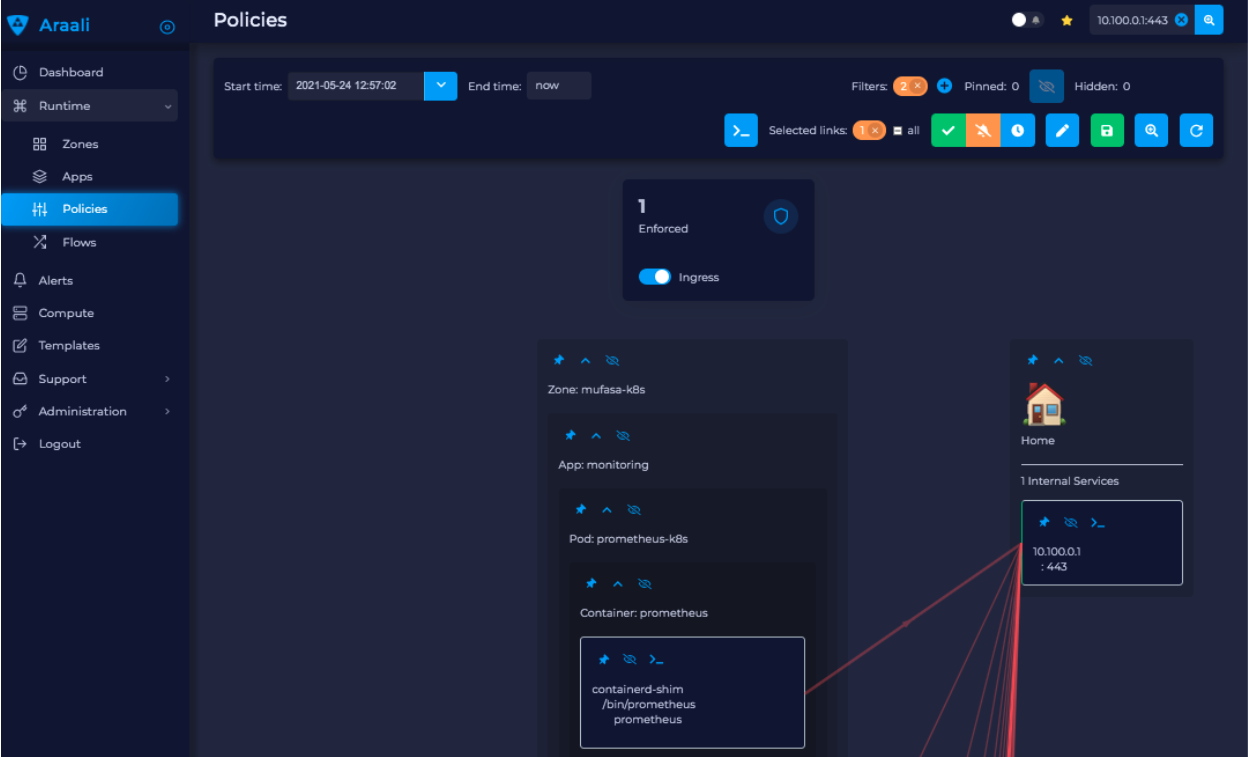 Araali
Policies
10.100.0.1:443
Dashboard
Runtime
Zones
Apps
Policies
Flows
Alerts
Compute
Templates
Support
Administration
Logout
Start time: 2021-05-24 12:57:02 End time: now
Filters: 2 × Pinned: 0 Hidden: 0
Selected links: 1 × all
1
Enforced
Ingress
Zone: mufasa-k8s
App: monitoring
Pod: prometheus-k8s
Container: prometheus
containerd-shim
/bin/prometheus
prometheus
Home
1 Internal Services
10.100.0.1
: 443